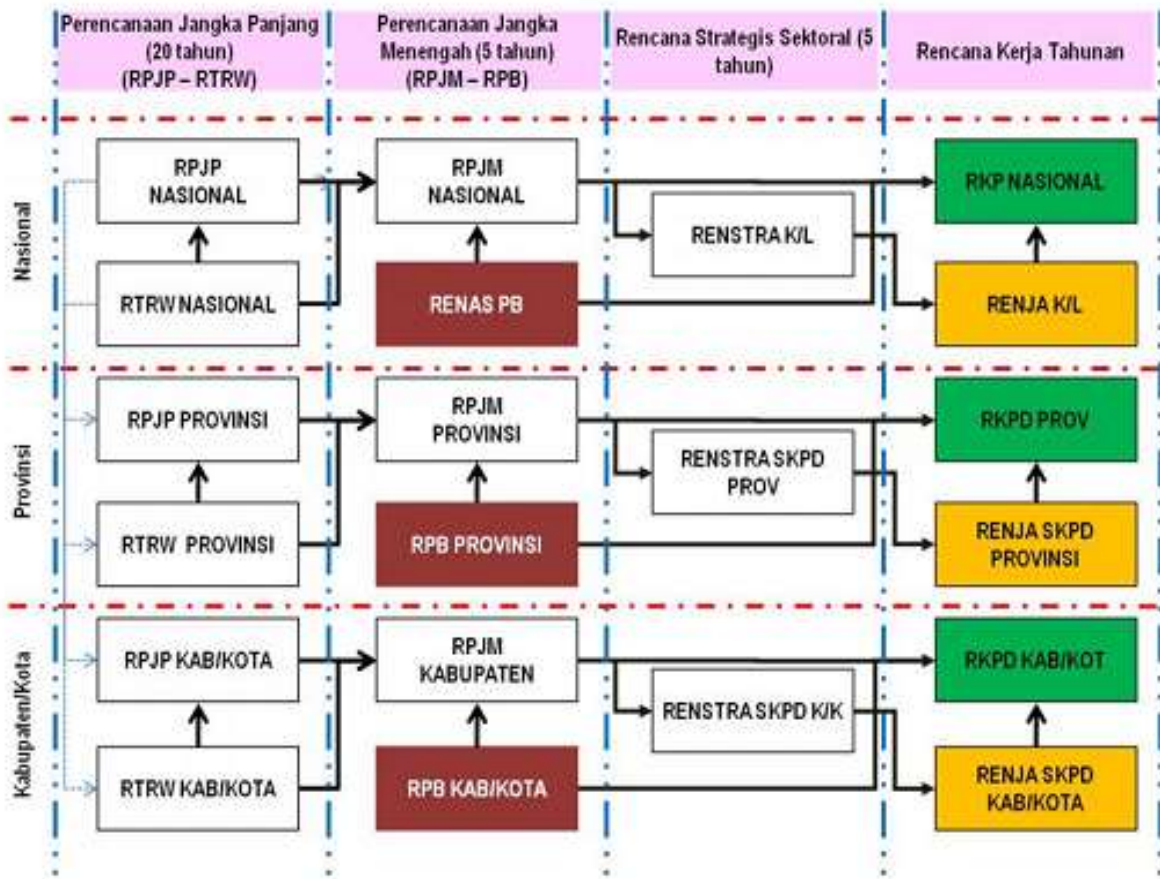 Perencanaan Jangka Panjang
(20 tahun)
(RPJP – RTRW)
Perencanaan Jangka
Menengah (5 tahun)
(RPJM – RPB)
Rencana Strategis Sektoral (5
tahun)
Rencana Kerja Tahunan
Nasional
RPJP
NASIONAL
RPJM
NASIONAL
RENSTRA K/L
RKP NASIONAL
RTRW NASIONAL
RENAS PB
RENJA K/L
Provinsi
RPJP PROVINSI
RPJM
PROVINSI
RENSTRA SKPD
PROV
RKPD PROV
RTRW PROVINSI
RPB PROVINSI
RENJA SKPD
PROVINSI
Kabupaten/Kota
RPJP KAB/KOTA
RPJM
KABUPATEN
RENSTRA SKPD K/K
RKPD KAB/KOT
RTRW KAB/KOTA
RPB KAB/KOTA
RENJA SKPD
KAB/KOTA